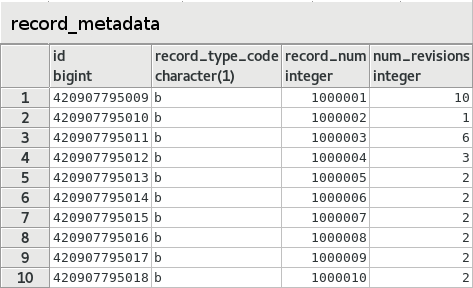 record_metadata
id record_type_code record_num num_revisions
bigint character(1) integer integer
1 420907795009 b 1000001 10
2 420907795010 b 1000002 1
3 420907795011 b 1000003 6
4 420907795012 b 1000004 3
5 420907795013 b 1000005 2
6 420907795014 b 1000006 2
7 420907795015 b 1000007 2
8 420907795016 b 1000008 2
9 420907795017 b 1000009 2
10 420907795018 b 1000010 2